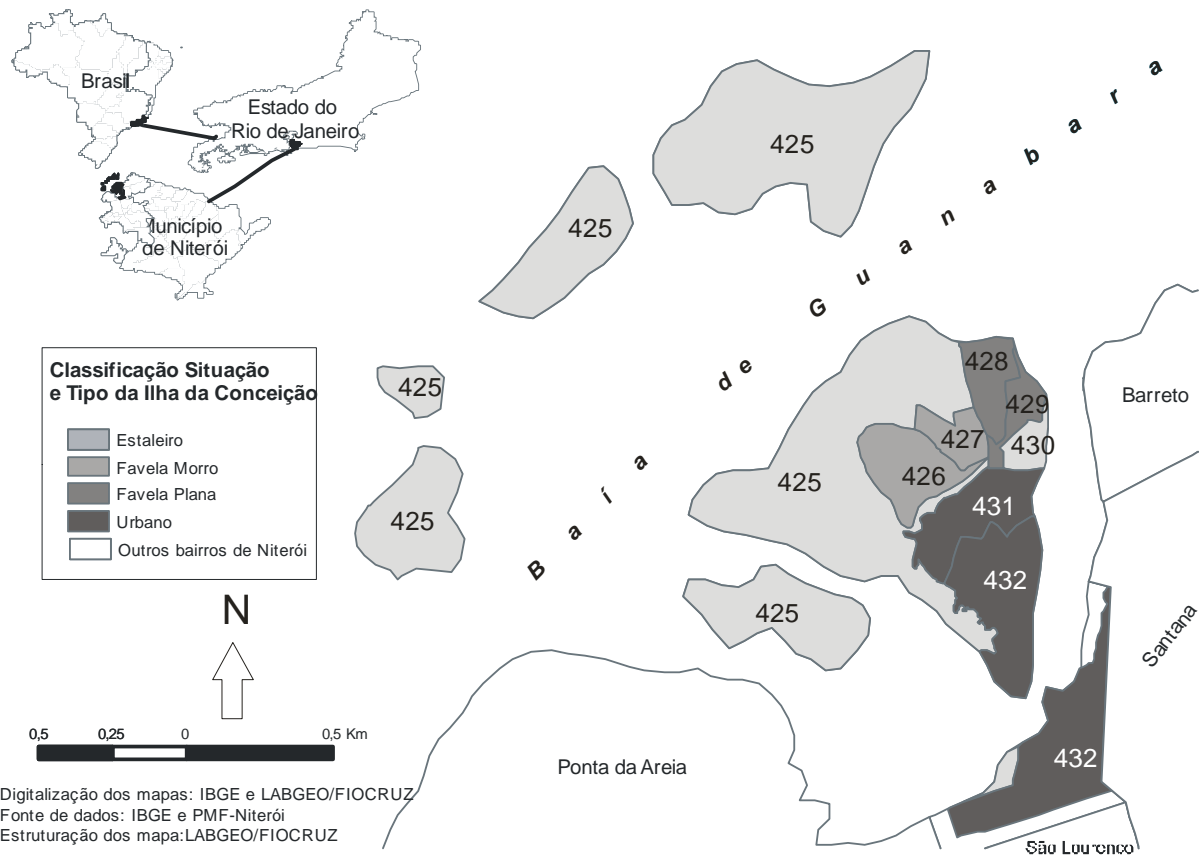 Brasil
Estado do
Rio de Janeiro
unicípio
de Niterói
425
425
425
425
425
425
426
427
428
429
430
431
432
432
Baía de Guanabara
Barreto
Santana
Ponta da Areia
São Lourenço
Classificação Situação
e Tipo da Ilha da Conceição
Estaleiro
Favela Morro
Favela Plana
Urbano
Outros bairros de Niterói
N
0,5 0,25 0 0,5 Km
Digitalização dos mapas: IBGE e LABGEO/FIOCRUZ
Fonte de dados: IBGE e PMF-Niterói
Estruturação dos mapa:LABGEO/FIOCRUZ